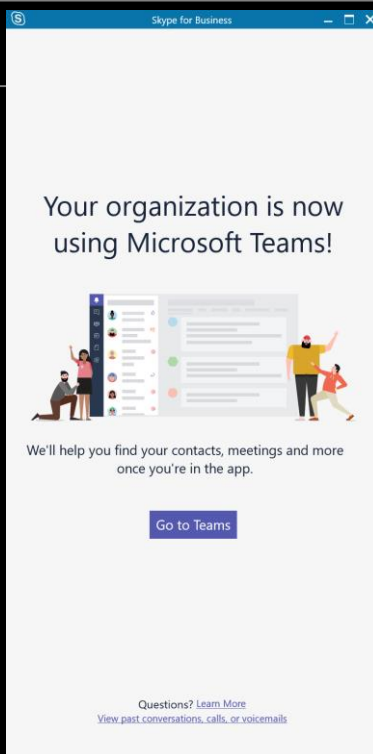 Skype for Business
Your organization is now
using Microsoft Teams!
We'll help you find your contacts, meetings and more
once you're in the app.
Go to Teams
Questions? Learn More
View past conversations, calls, or voicemails